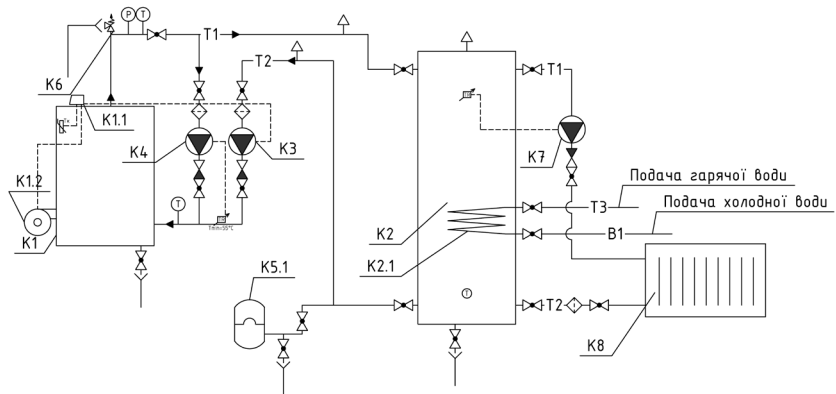 P T
T1
T1
T2
K6
K1.1
K4
K3
K7
K1.2
Подача гарячої води
T
T3
Подача холодної води
K1
Tmin=55°C
K2
B1
K2.1
K5.1
T
T2
K8